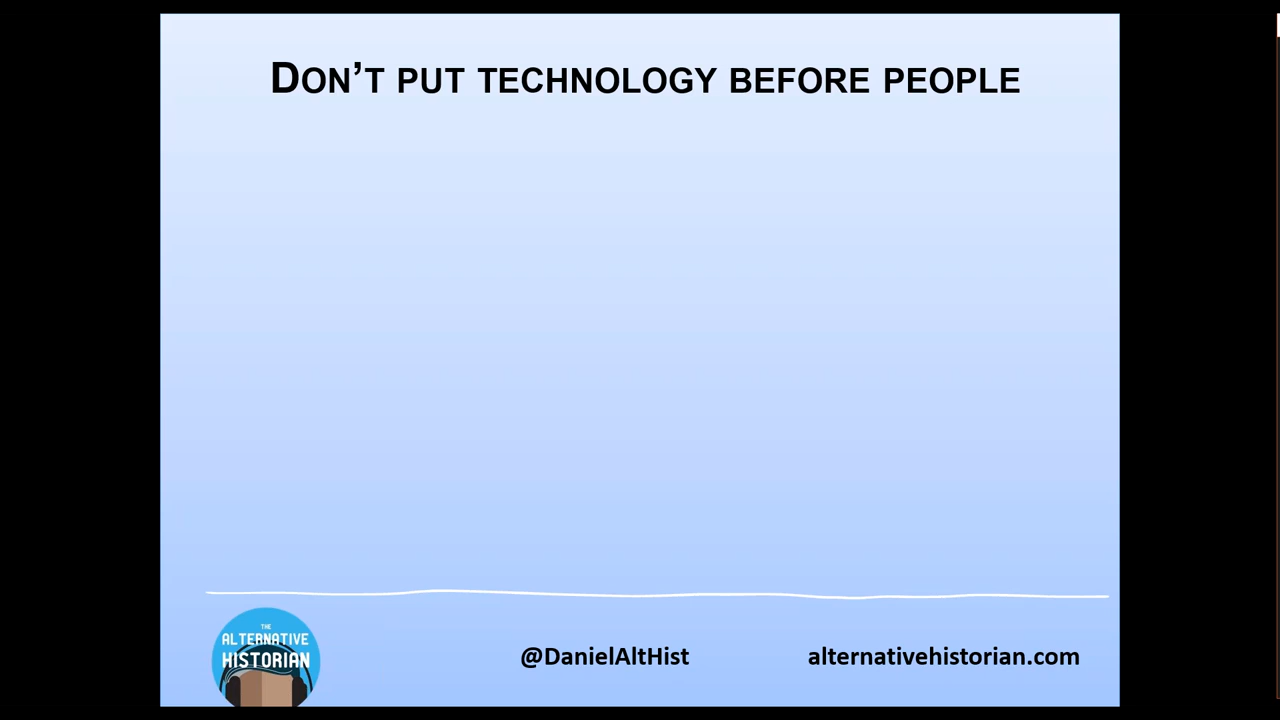 DON'T PUT TECHNOLOGY BEFORE PEOPLE
THE
ALTERNATIVE
HISTORIAN
@DanielAltHist
alternativehistorian.com